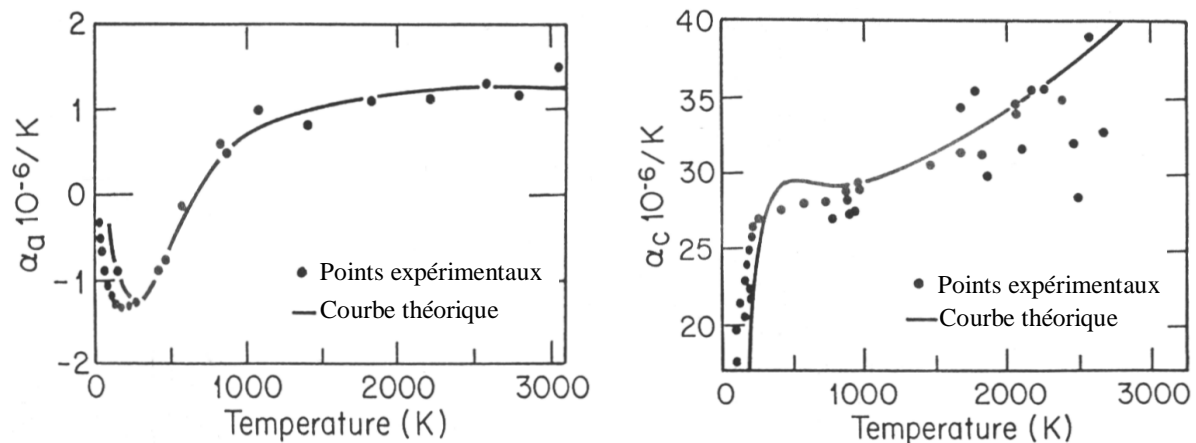 2
1
0
-1
-2
α_a 10⁻⁶/K
Points expérimentaux
Courbe théorique
0 1000 2000 3000
Temperature (K)
40
35
30
25
20
α_c 10⁻⁶/K
Points expérimentaux
Courbe théorique
0 1000 2000 3000
Temperature (K)